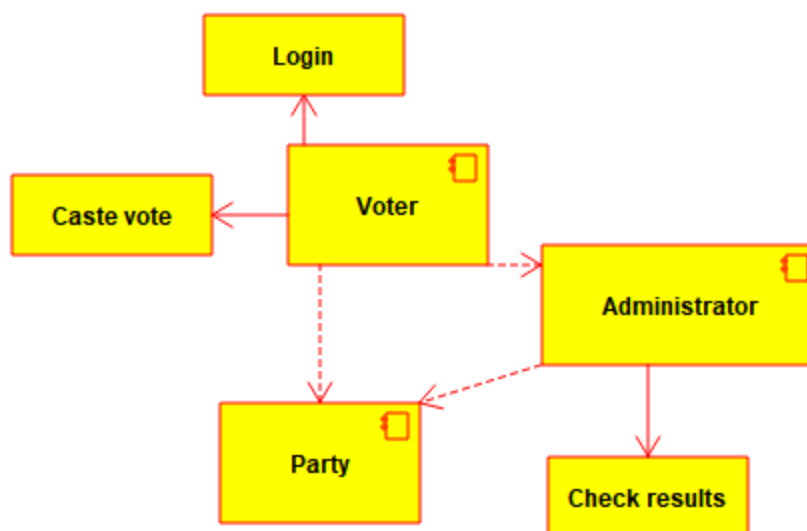 Login
Voter
Caste vote
Administrator
Party
Check results